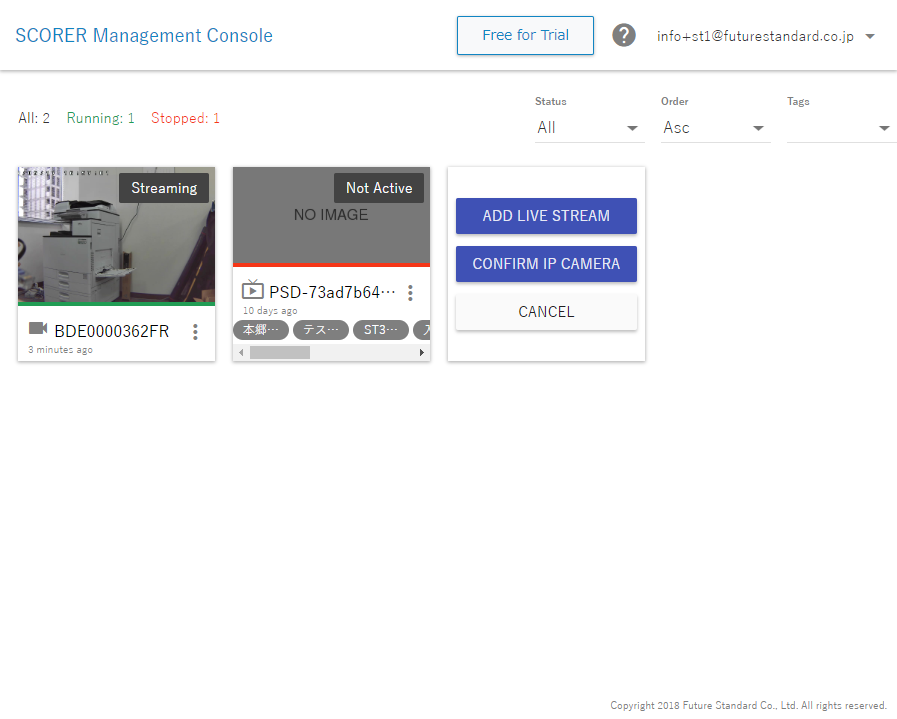 SCORER Management Console
Free for Trial
info+st1@futurestandard.co.jp
All: 2 Running: 1 Stopped: 1
Status
All
Order
Asc
Tags
Streaming
BDE0000362FR
3 minutes ago
Not Active
NO IMAGE
PSD-73ad7b64…
10 days ago
本郷… テス… ST3…
ADD LIVE STREAM
CONFIRM IP CAMERA
CANCEL
Copyright 2018 Future Standard Co., Ltd. All rights reserved.